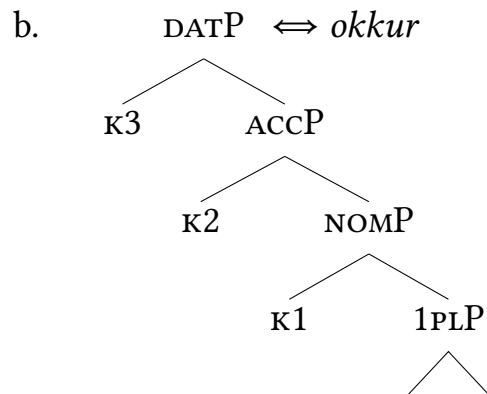 b. DATP ⇔ okkur
K3 ACCP
K2 NOMP
K1 1PLP